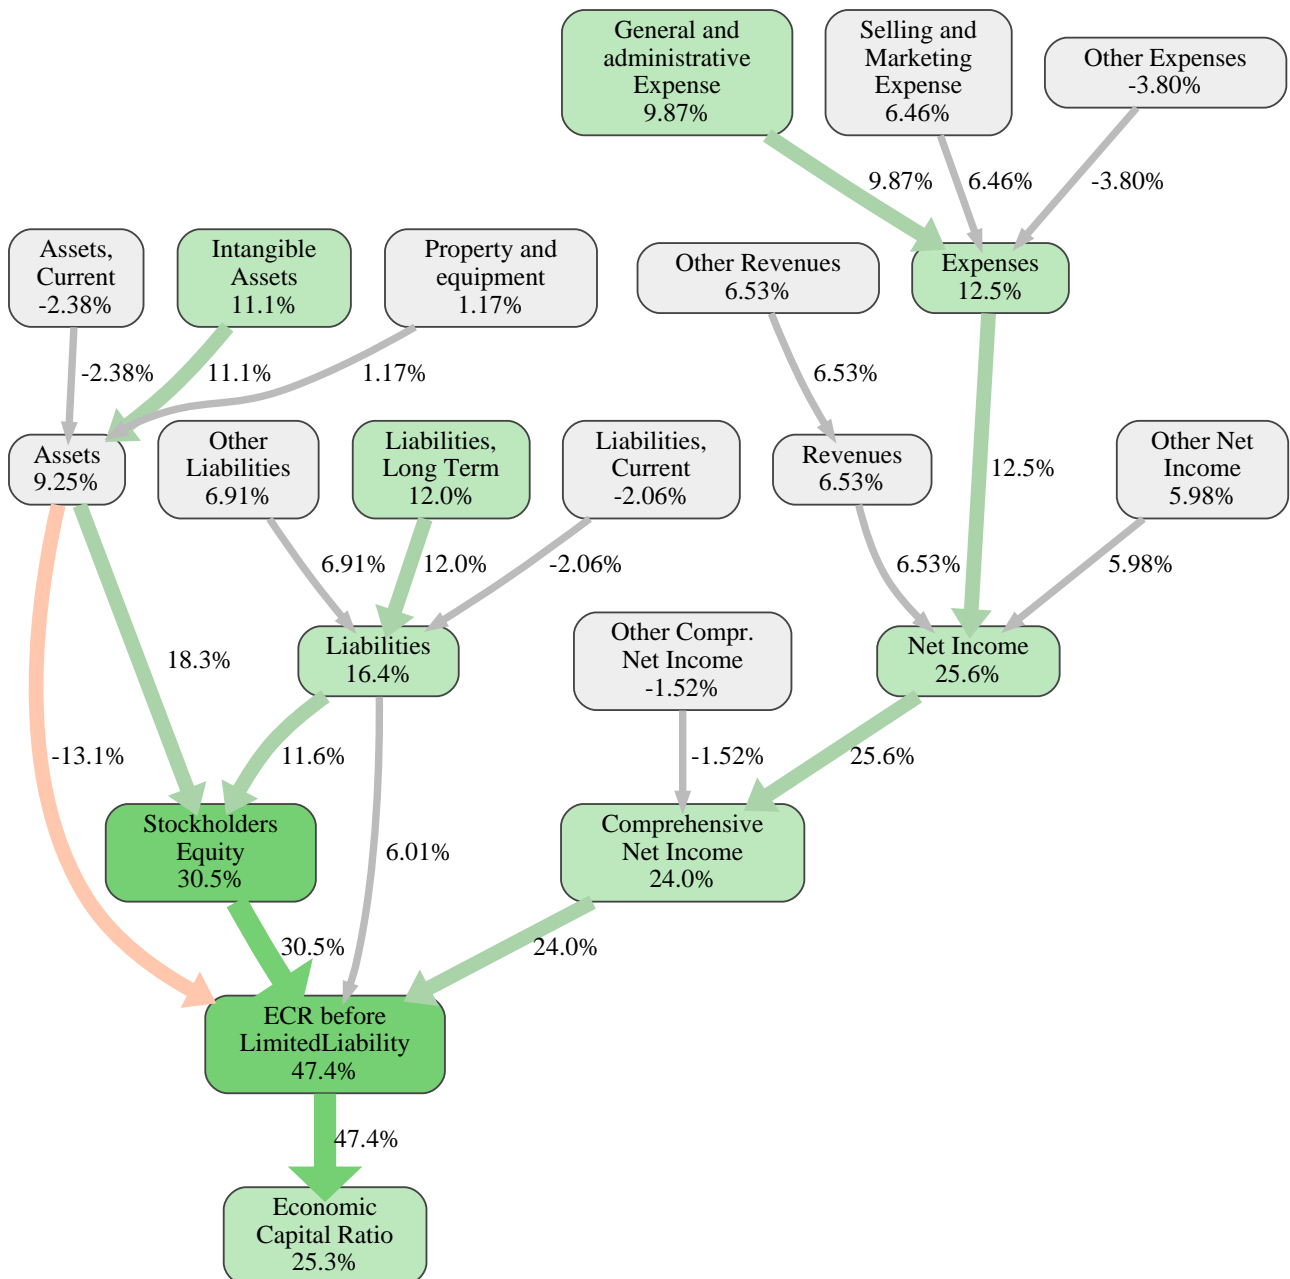 General and
administrative
Expense
9.87%
Selling and
Marketing
Expense
6.46%
Other Expenses
-3.80%
9.87%
6.46%
-3.80%
Assets,
Current
-2.38%
Intangible
Assets
11.1%
Property and
equipment
1.17%
Other Revenues
6.53%
Expenses
12.5%
-2.38%
11.1%
1.17%
6.53%
Assets
9.25%
Other
Liabilities
6.91%
Liabilities,
Long Term
12.0%
Liabilities,
Current
-2.06%
Revenues
6.53%
12.5%
Other Net
Income
5.98%
6.91%
12.0%
-2.06%
6.53%
5.98%
18.3%
Liabilities
16.4%
Other Compr.
Net Income
-1.52%
Net Income
25.6%
-13.1%
11.6%
-1.52%
25.6%
Stockholders
Equity
30.5%
6.01%
Comprehensive
Net Income
24.0%
30.5%
24.0%
ECR before
LimitedLiability
47.4%
47.4%
Economic
Capital Ratio
25.3%